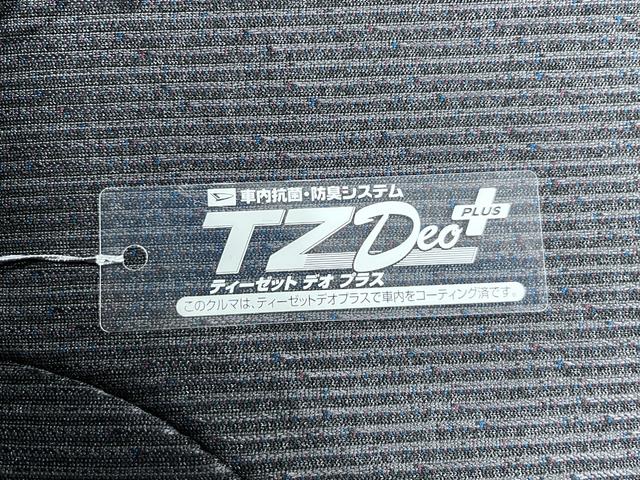 車内抗菌・防臭システム
TZ Deo PLUS
ティーゼット デオ プラス
このクルマは、ティーゼットデオプラスで車内をコーティング済です。